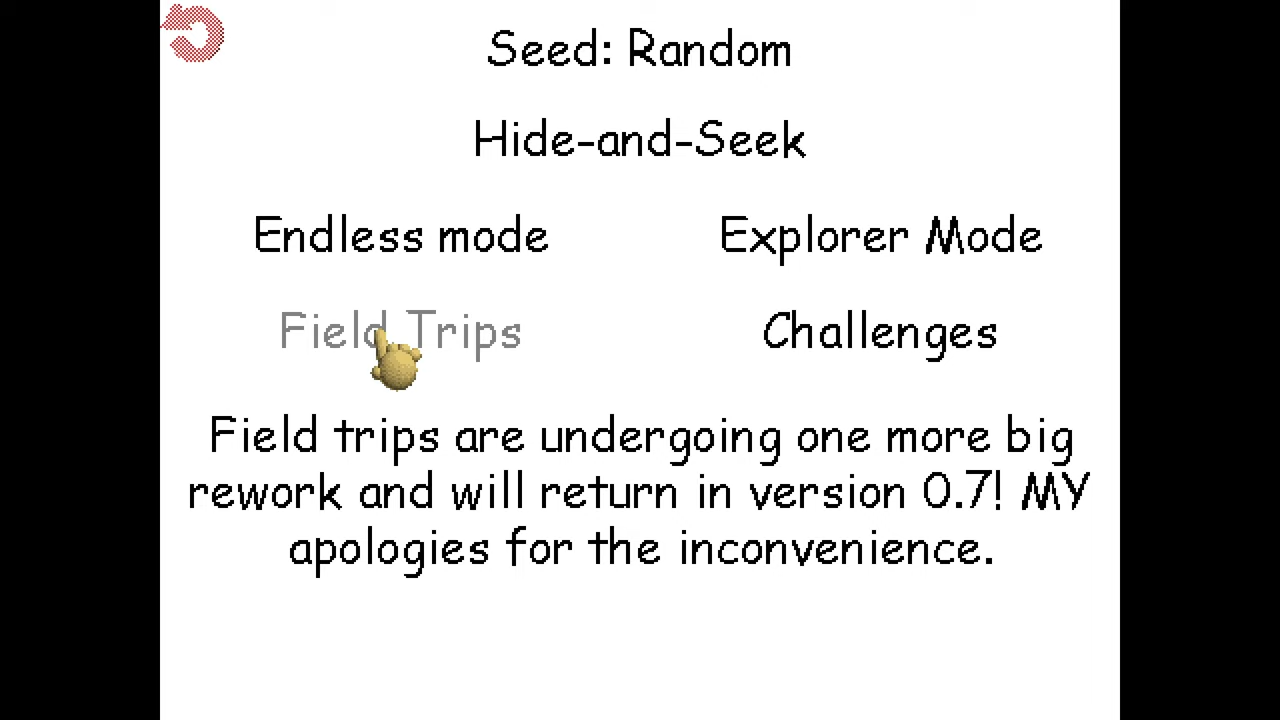 Seed: Random
Hide-and-Seek
Endless mode
Explorer Mode
Field Trips
Challenges
Field trips are undergoing one more big
rework and will return in version 0.7! MY
apologies for the inconvenience.